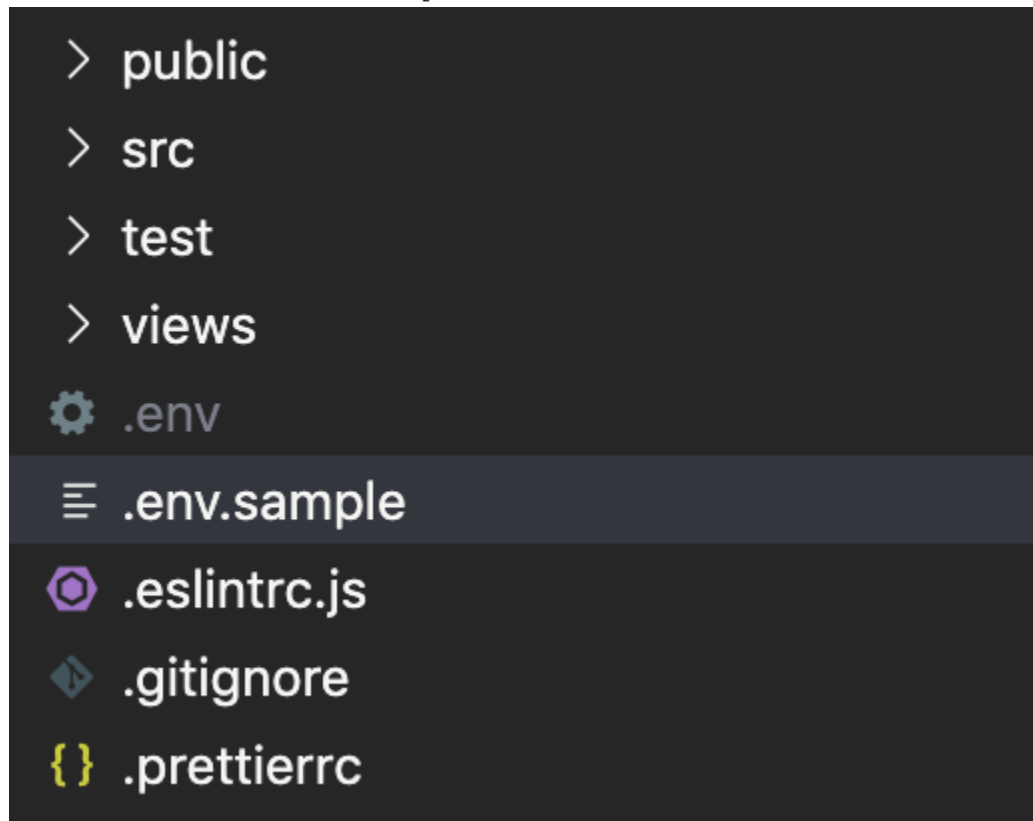 public
src
test
views
.env
.env.sample
.eslintrc.js
.gitignore
.prettierrc